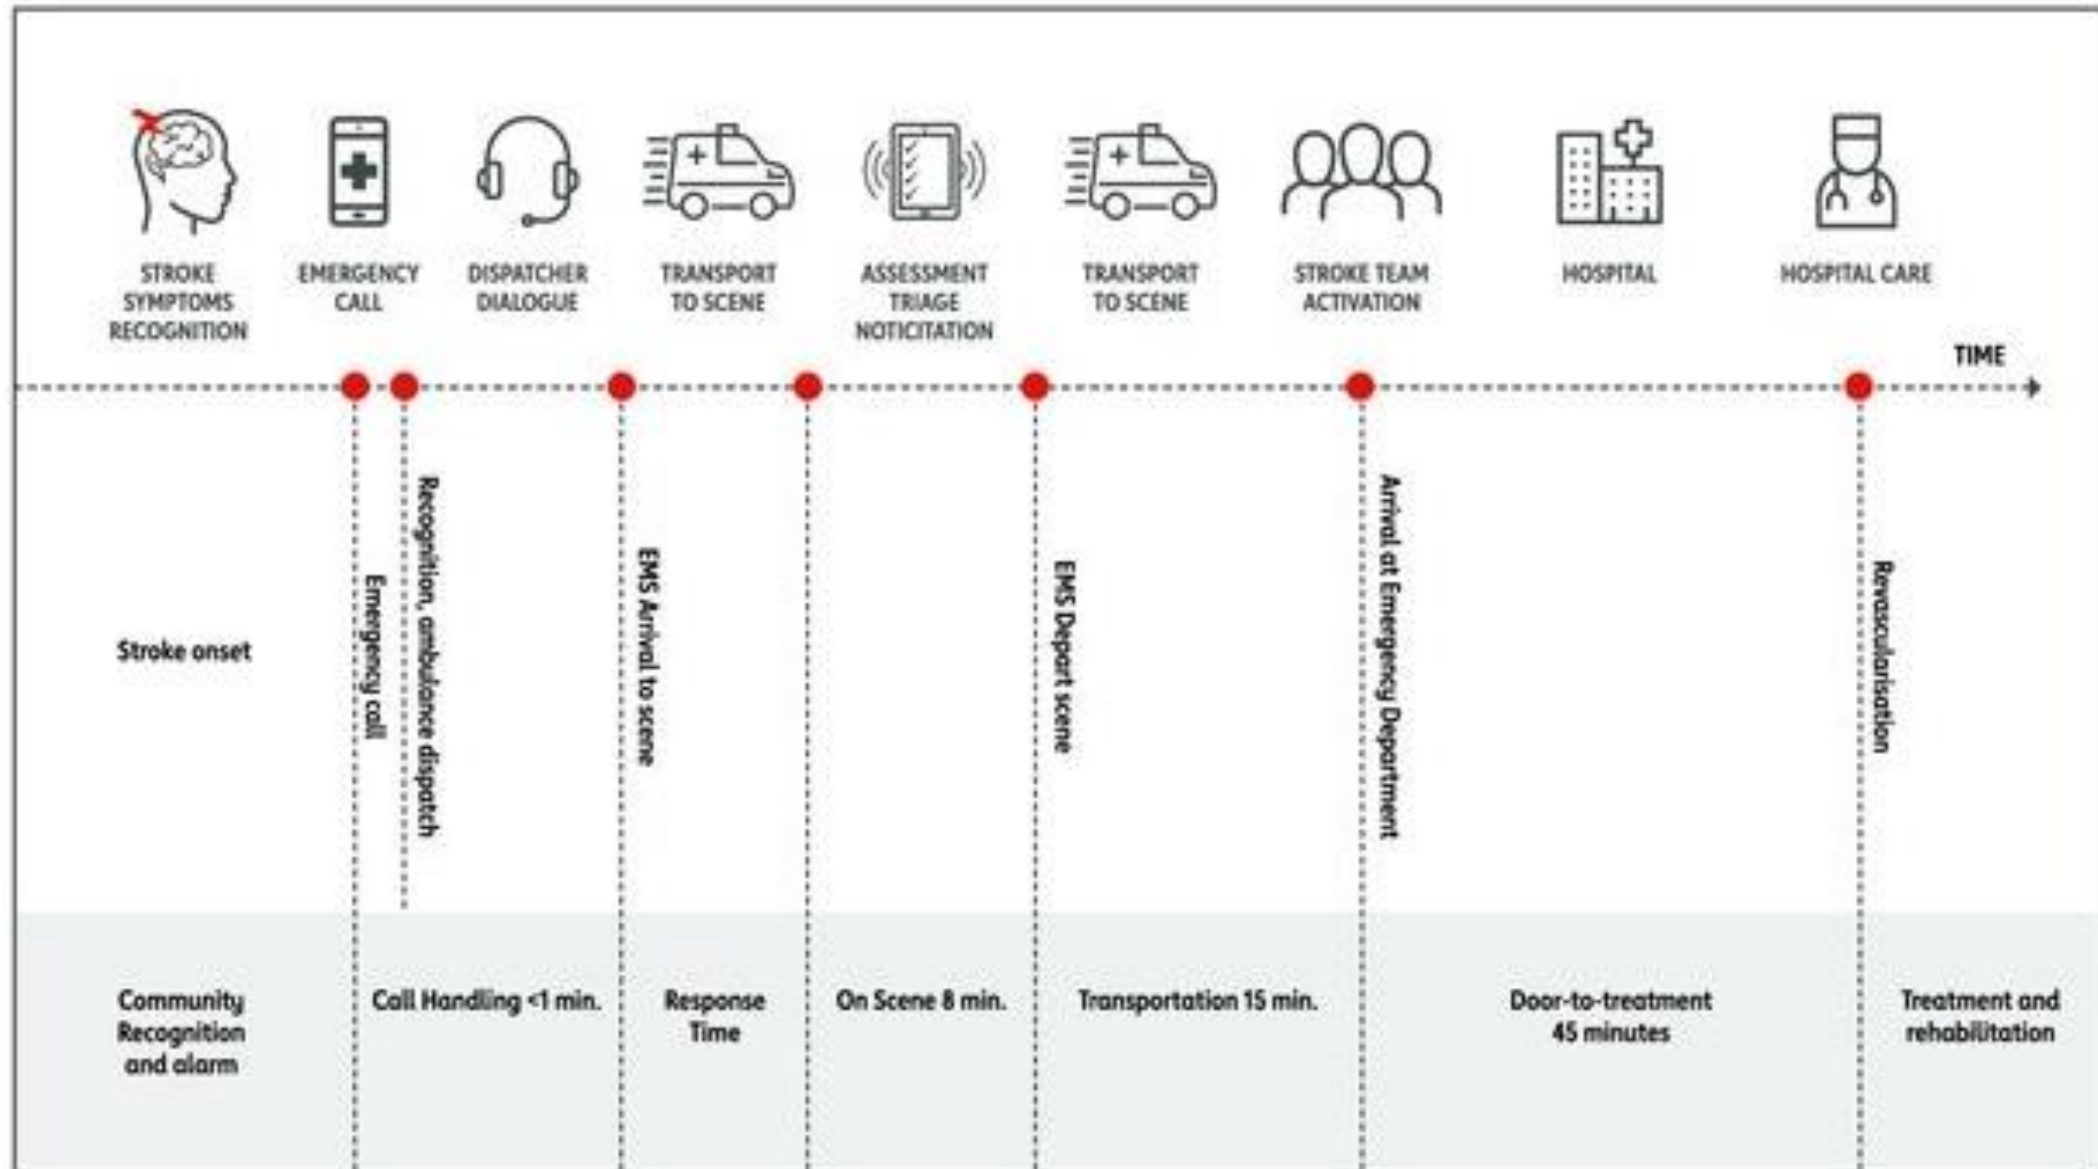 STROKE
SYMPTOMS
RECOGNITION
EMERGENCY
CALL
DISPATCHER
DIALOGUE
TRANSPORT
TO SCENE
ASSESSMENT
TRIAGE
NOTICITATION
TRANSPORT
TO SCENE
STROKE TEAM
ACTIVATION
HOSPITAL
HOSPITAL CARE
TIME
Stroke onset
Emergency call
Recognition, ambulance dispatch
EMS Arrival to scene
EMS Depart scene
Arrival at Emergency Department
Revascularisation
Community
Recognition
and alarm
Call Handling <1 min.
Response
Time
On Scene 8 min.
Transportation 15 min.
Door-to-treatment
45 minutes
Treatment and
rehabilitation